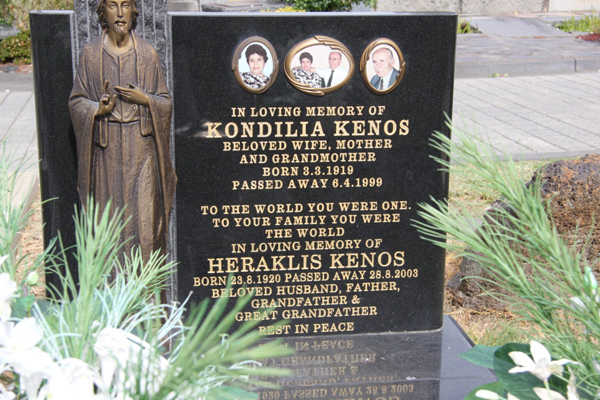 IN LOVING MEMORY OF
KONDILIA KENOS
BELOVED WIFE, MOTHER
AND GRANDMOTHER
BORN 3.3.1919
PASSED AWAY 6.4.1999
TO THE WORLD YOU WERE ONE.
TO YOUR FAMILY YOU WERE
THE WORLD
IN LOVING MEMORY OF
HERAKLIS KENOS
BORN 23.8.1920 PASSED AWAY 28.8.2003
BELOVED HUSBAND, FATHER,
GRANDFATHER &
GREAT GRANDFATHER
REST IN PEACE